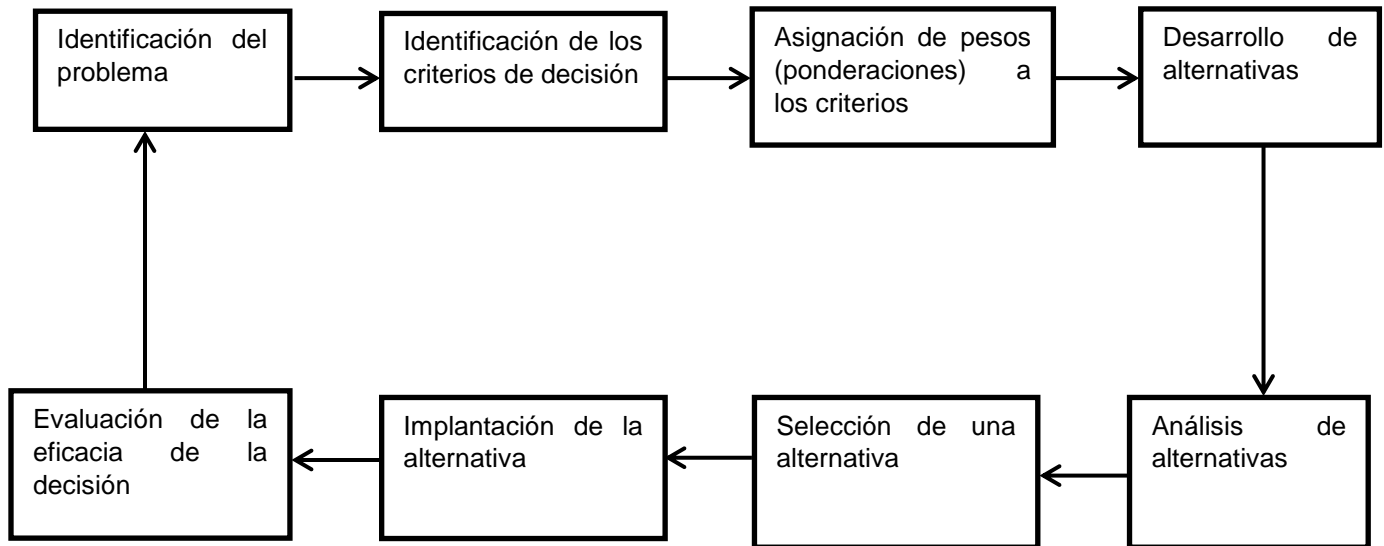 Identificación del
problema
Identificación de los
criterios de decisión
Asignación de pesos
(ponderaciones) a
los criterios
Desarrollo de
alternativas
Análisis de
alternativas
Selección de una
alternativa
Implantación de la
alternativa
Evaluación de la
eficacia de la
decisión